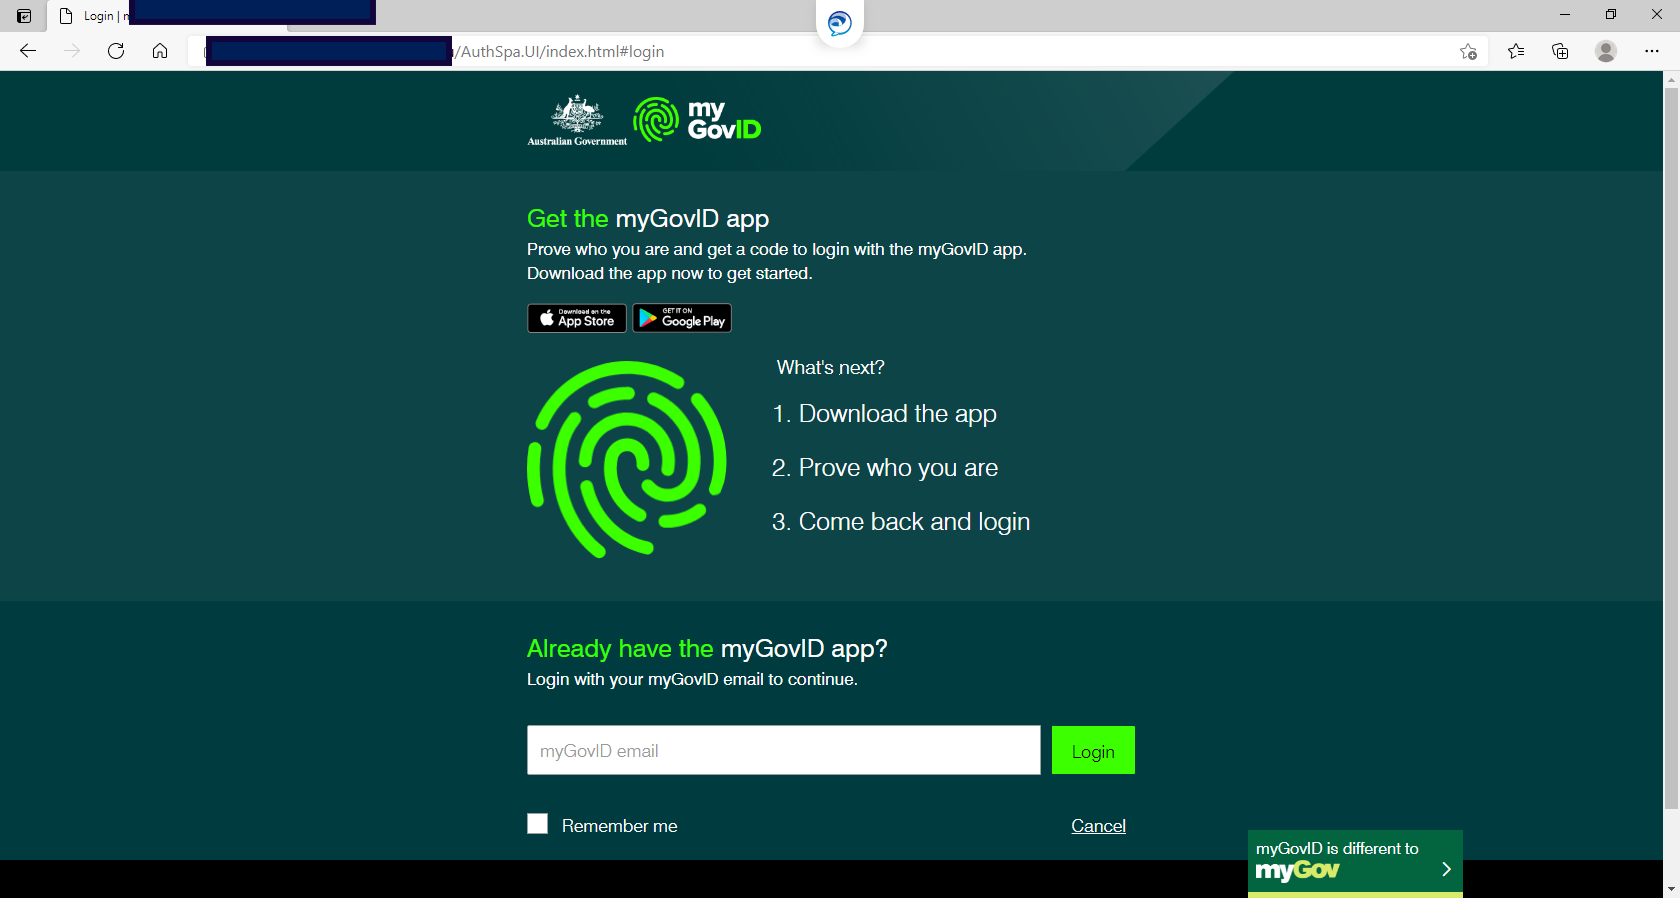 Login |
/AuthSpa.UI/index.html#login
Australian Government
my
GovID
Get the myGovID app
Prove who you are and get a code to login with the myGovID app.
Download the app now to get started.
Download on the
App Store
GET IT ON
Google Play
What's next?
1. Download the app
2. Prove who you are
3. Come back and login
Already have the myGovID app?
Login with your myGovID email to continue.
myGovID email
Login
Remember me
Cancel
myGovID is different to
myGov